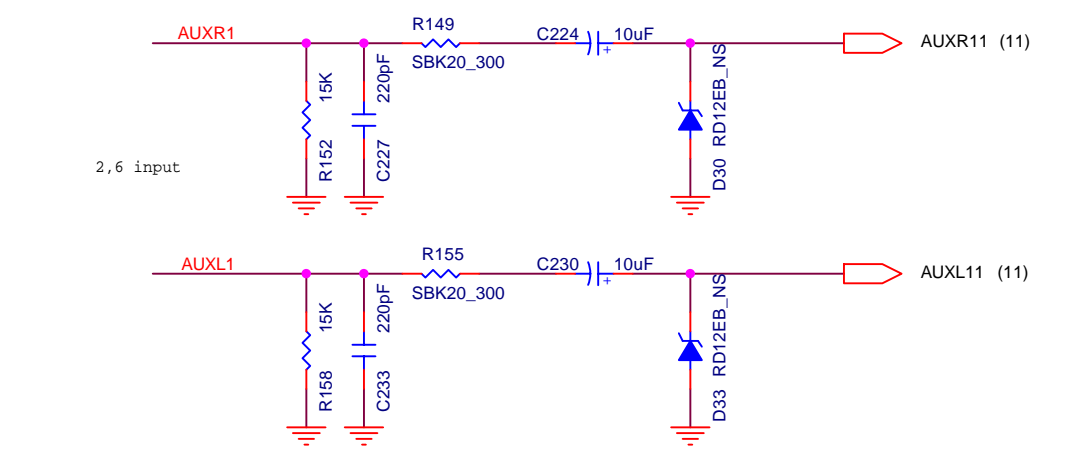 R149
AUXR1
C224 10uF
AUXR11 (11)
SBK20_300
15K
220pF
RD12EB_NS
R152
C227
D30
2,6 input
R155
AUXL1
C230 10uF
AUXL11 (11)
SBK20_300
15K
220pF
RD12EB_NS
R158
C233
D33